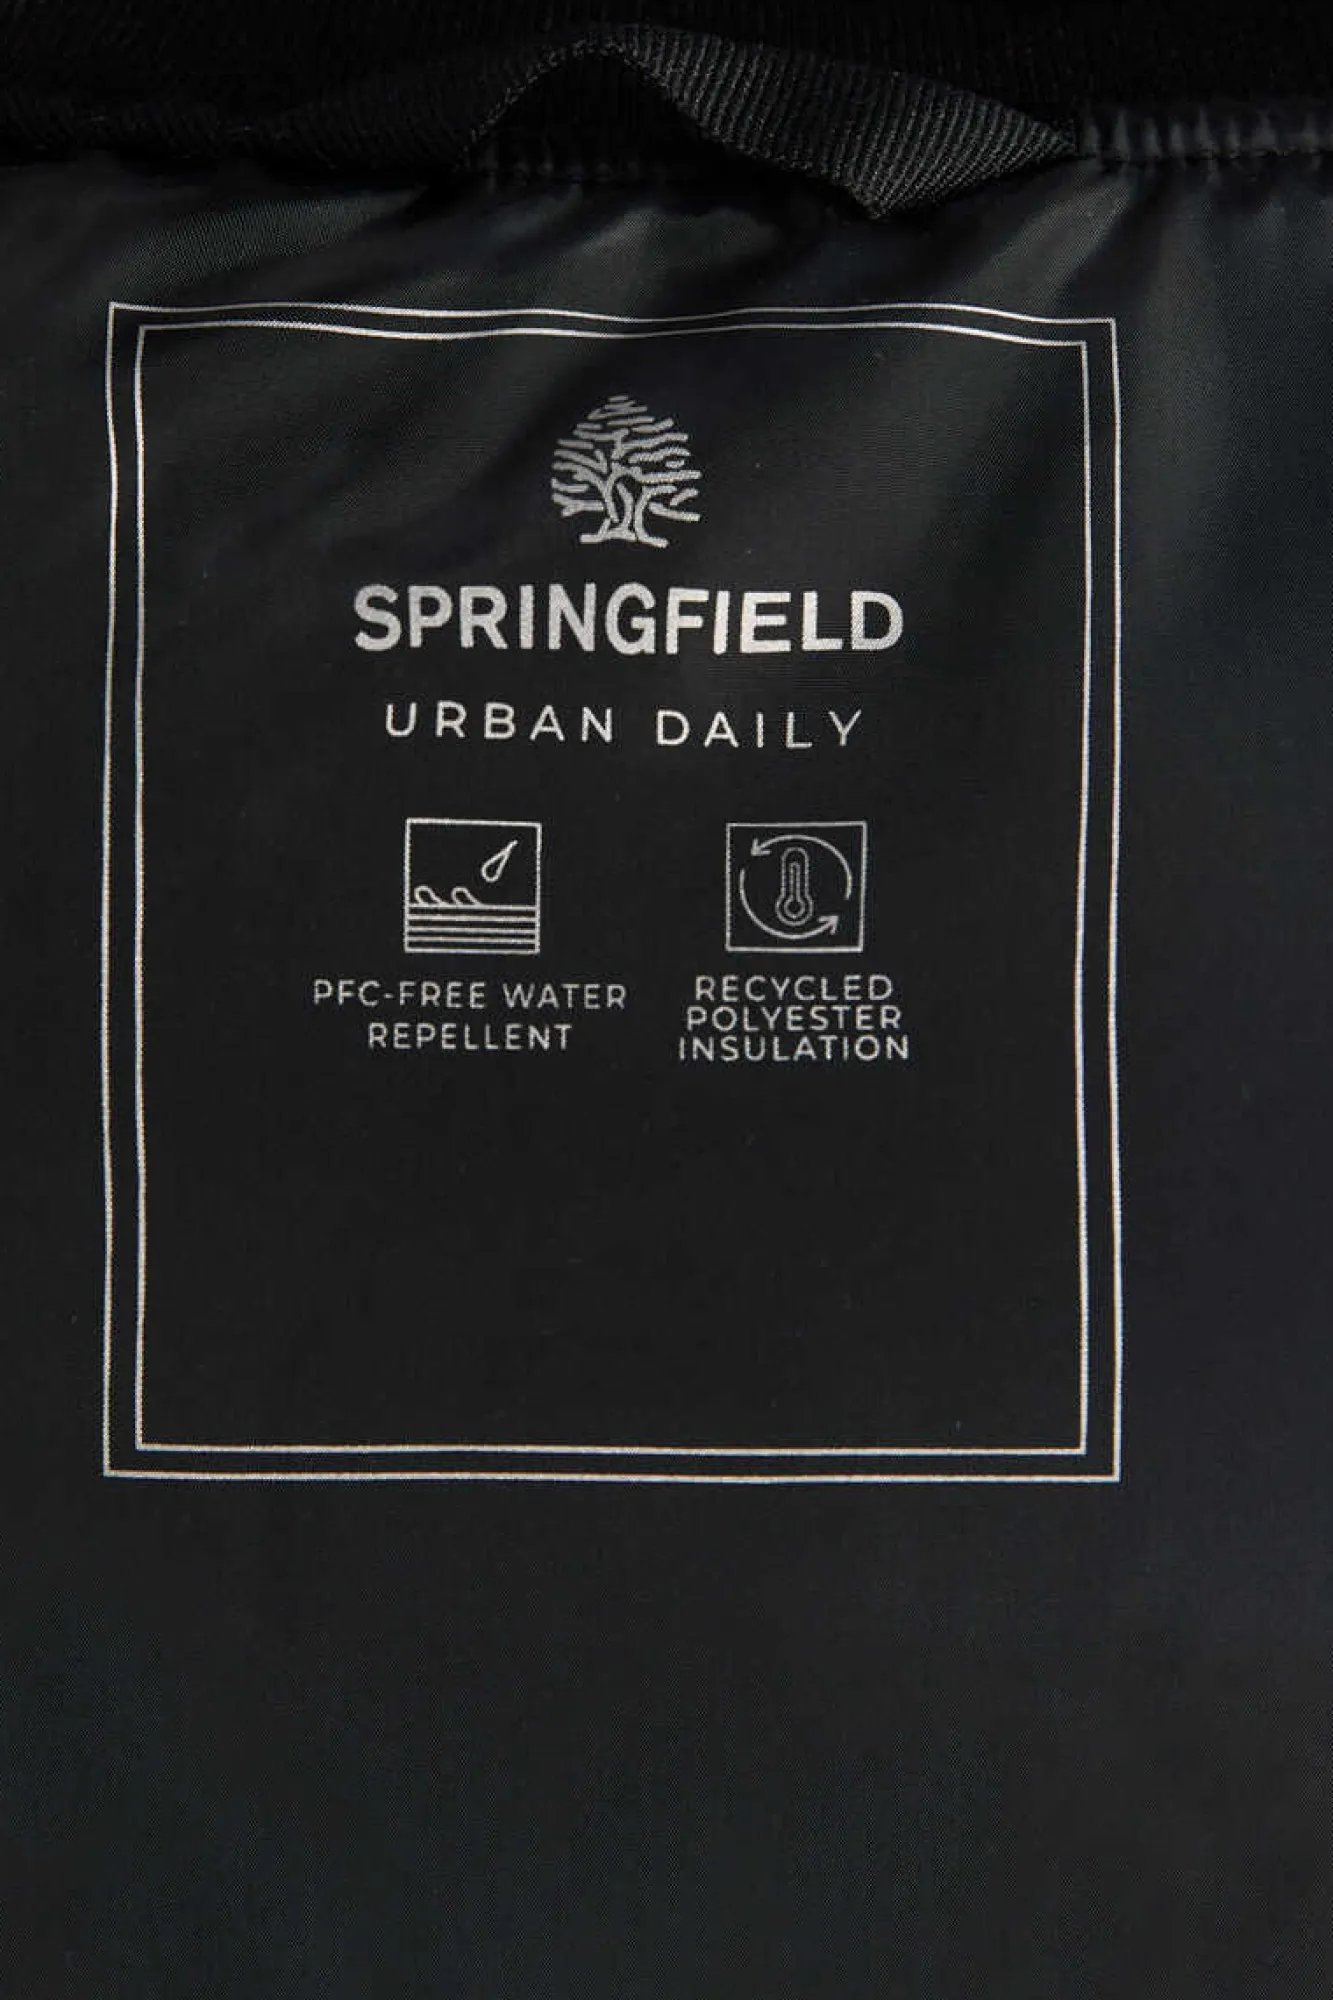 SPRINGFIELD
URBAN DAILY
PFC-FREE WATER
REPELLENT
RECYCLED
POLYESTER
INSULATION